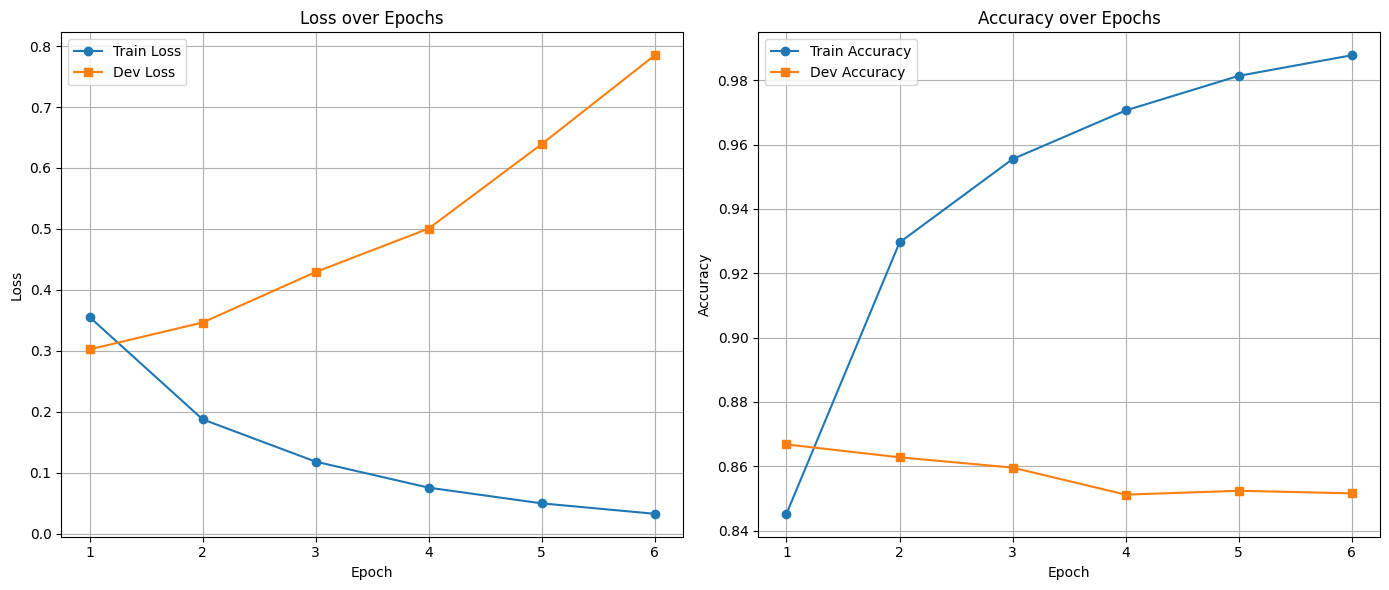 Loss over Epochs
Train Loss
Dev Loss
0.8
0.7
0.6
0.5
0.4
0.3
0.2
0.1
0.0
Loss
1 2 3 4 5 6
Epoch
Accuracy over Epochs
Train Accuracy
Dev Accuracy
0.98
0.96
0.94
0.92
0.90
0.88
0.86
0.84
Accuracy
1 2 3 4 5 6
Epoch